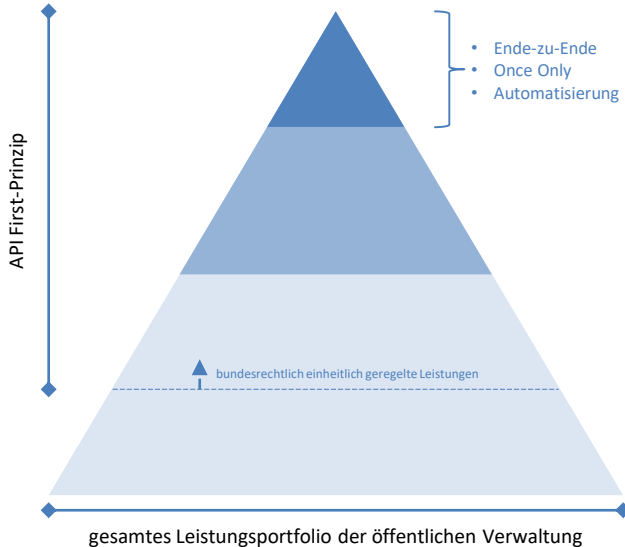 Ende-zu-Ende
Once Only
Automatisierung
API First-Prinzip
bundesrechtlich einheitlich geregelte Leistungen
gesamtes Leistungsportfolio der öffentlichen Verwaltung